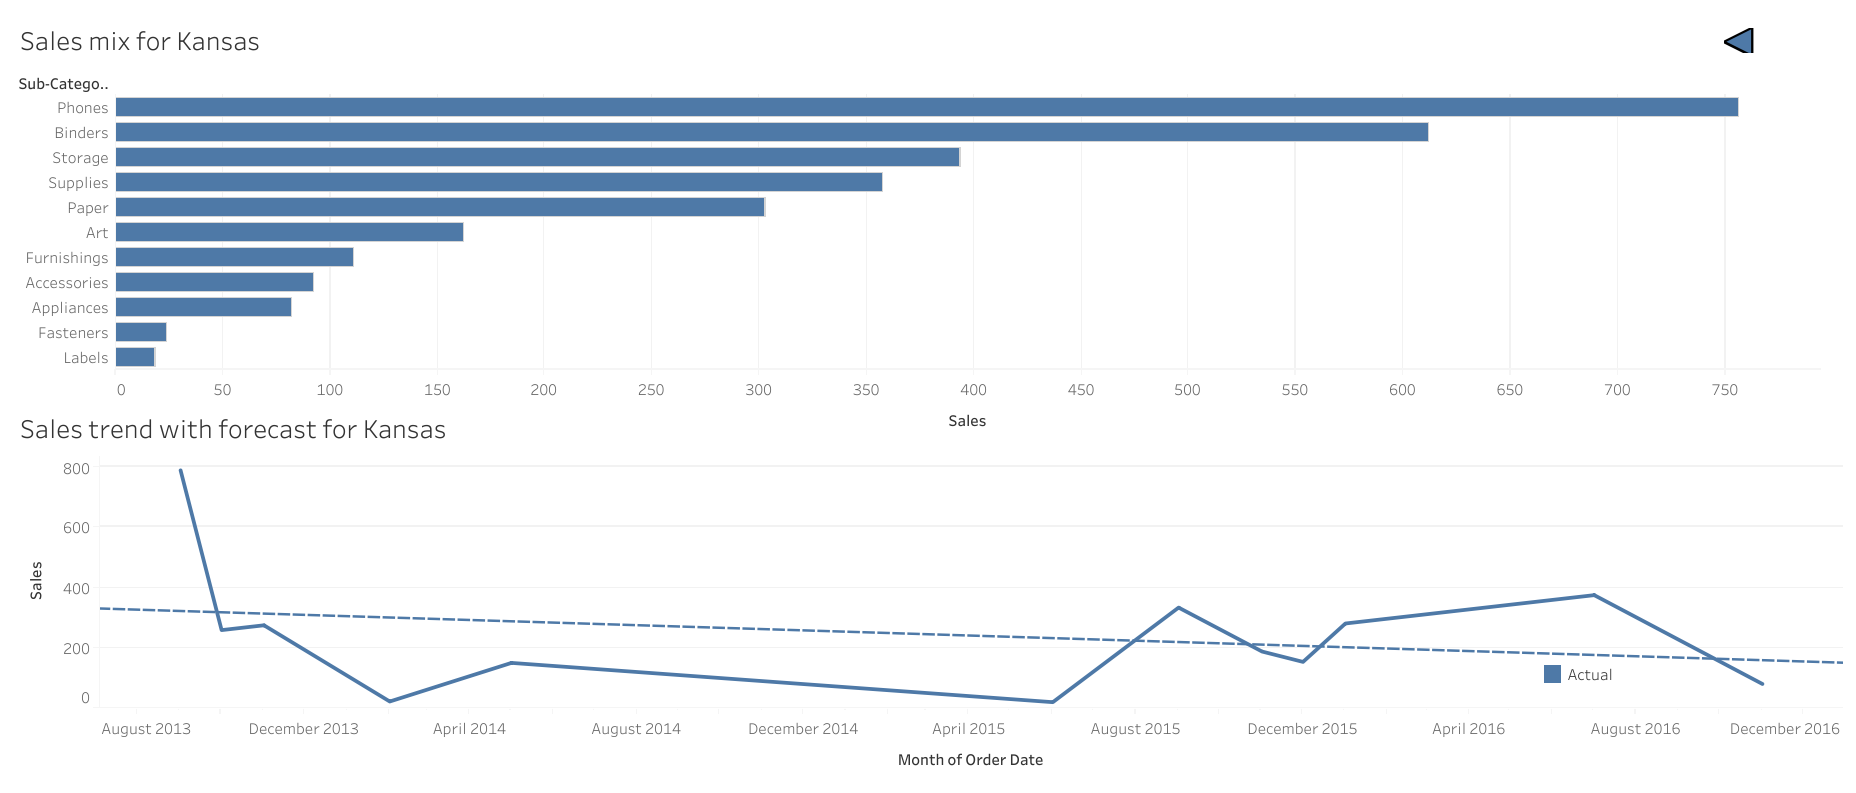 Sales mix for Kansas
Sub-Catego..
Phones
Binders
Storage
Supplies
Paper
Art
Furnishings
Accessories
Appliances
Fasteners
Labels
0 50 100 150 200 250 300 350 400 450 500 550 600 650 700 750
Sales
Sales trend with forecast for Kansas
800
600
400
200
0
Sales
Actual
August 2013 December 2013 April 2014 August 2014 December 2014 April 2015 August 2015 December 2015 April 2016 August 2016 December 2016
Month of Order Date